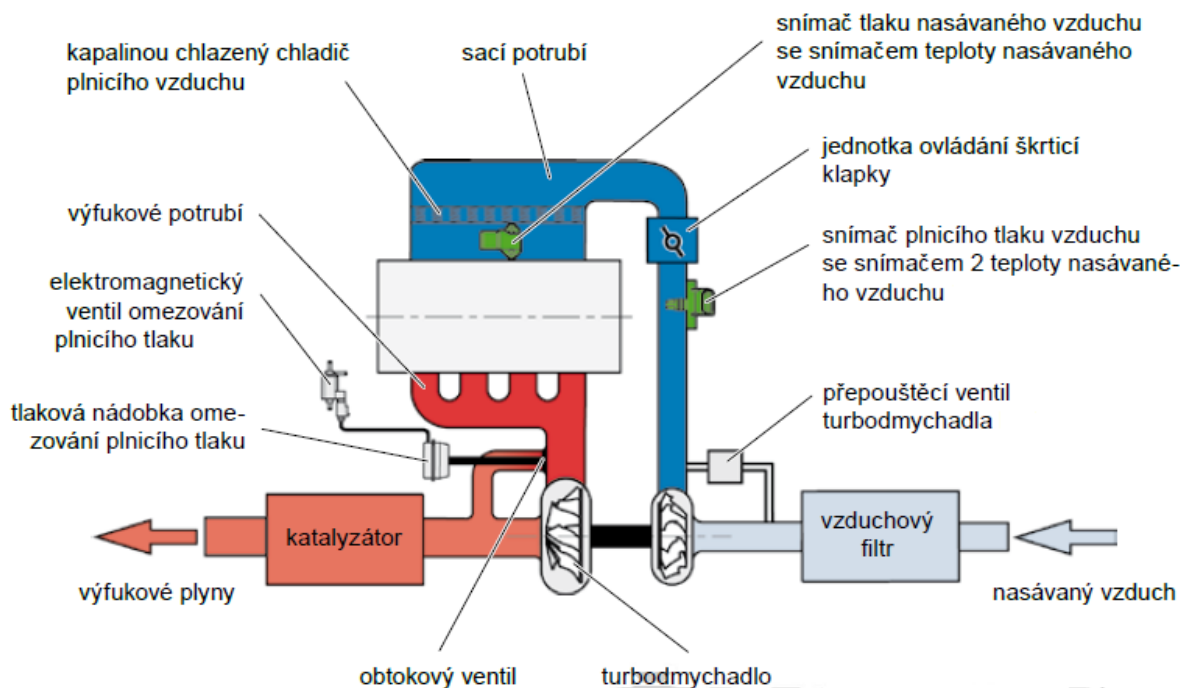 snímač tlaku nasávaného vzduchu
se snímačem teploty nasávaného
vzduchu
kapalinou chlazený chladič
plnicího vzduchu
sací potrubí
jednotka ovládání škrticí
klapky
výfukové potrubí
snímač plnicího tlaku vzduchu
se snímačem 2 teploty nasávané-
ho vzduchu
elektromagnetický
ventil omezování
plnicího tlaku
přepouštěcí ventil
turbodmychadla
tlaková nádobka ome-
zování plnicího tlaku
katalyzátor
vzduchový
filtr
výfukové plyny
nasávaný vzduch
obtokový ventil
turbodmychadlo